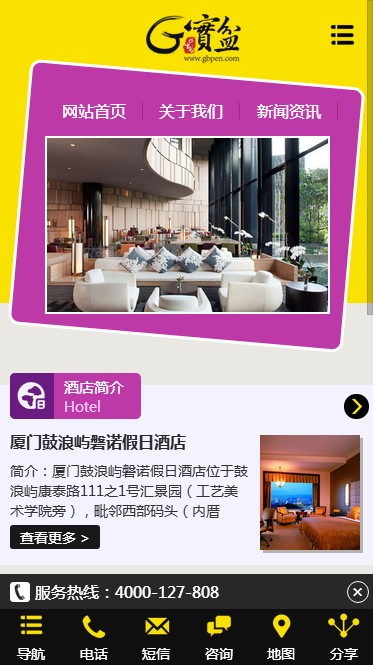 G寶盆
www.gbpen.com
网站首页 关于我们 新闻资讯
酒店简介
Hotel
厦门鼓浪屿磐诺假日酒店
简介：厦门鼓浪屿磐诺假日酒店位于鼓
浪屿康泰路111之1号汇景园（工艺美
术学院旁），毗邻西部码头（内厝
查看更多 >
服务热线：4000-127-808
导航 电话 短信 咨询 地图 分享